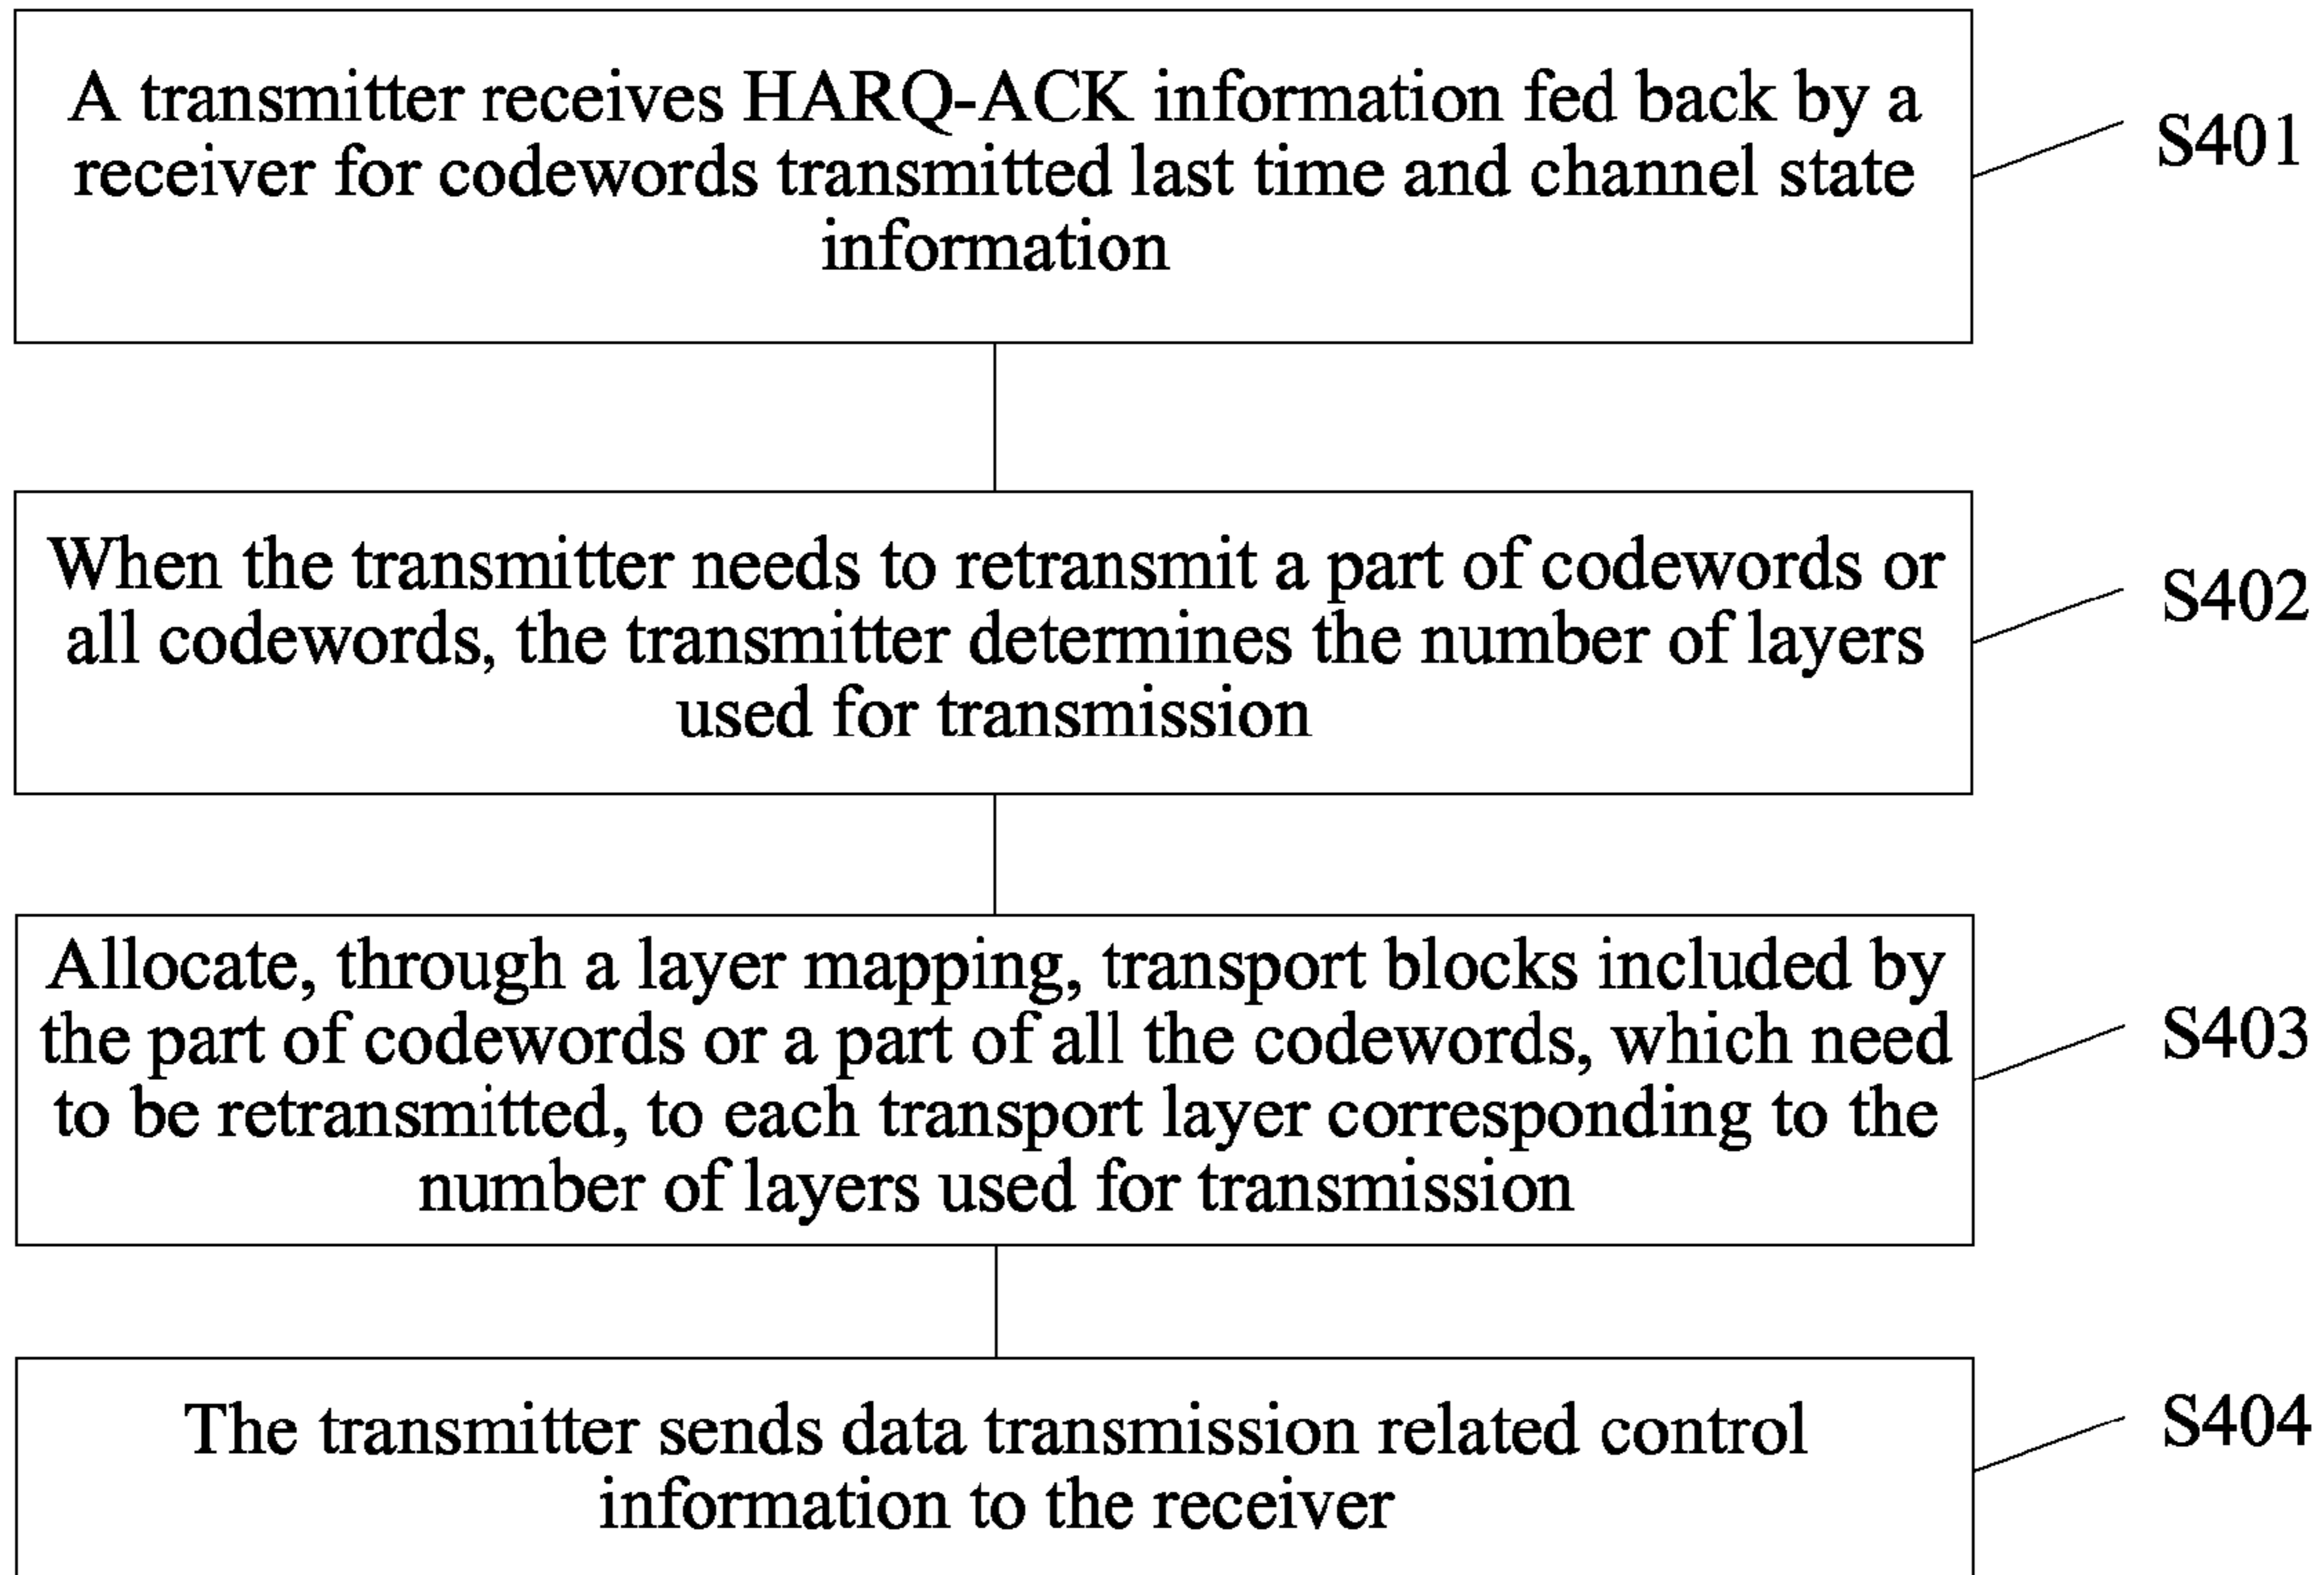 A transmitter receives HARQ-ACK information fed back by a
receiver for codewords transmitted last time and channel state
information
S401
When the transmitter needs to retransmit a part of codewords or
all codewords, the transmitter determines the number of layers
used for transmission
S402
Allocate, through a layer mapping, transport blocks included by
the part of codewords or a part of all the codewords, which need
to be retransmitted, to each transport layer corresponding to the
number of layers used for transmission
S403
The transmitter sends data transmission related control
information to the receiver
S404